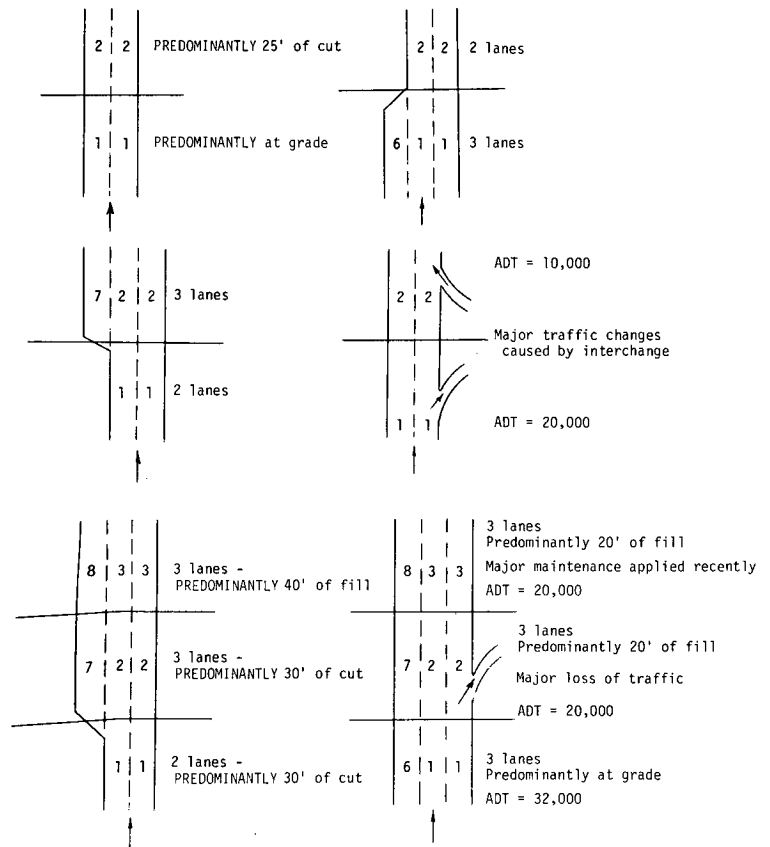 2 2 PREDOMINANTLY 25' of cut
1 1 PREDOMINANTLY at grade
2 2 2 lanes
6 1 1 3 lanes
7 2 2 3 lanes
1 1 2 lanes
ADT = 10,000
2 2
Major traffic changes
caused by interchange
1 1 ADT = 20,000
8 3 3 3 lanes -
PREDOMINANTLY 40' of fill
7 2 2 3 lanes -
PREDOMINANTLY 30' of cut
1 1 2 lanes -
PREDOMINANTLY 30' of cut
3 lanes
Predominantly 20' of fill
8 3 3 Major maintenance applied recently
ADT = 20,000
3 lanes
Predominantly 20' of fill
7 2 2 Major loss of traffic
ADT = 20,000
6 1 1 3 lanes
Predominantly at grade
ADT = 32,000